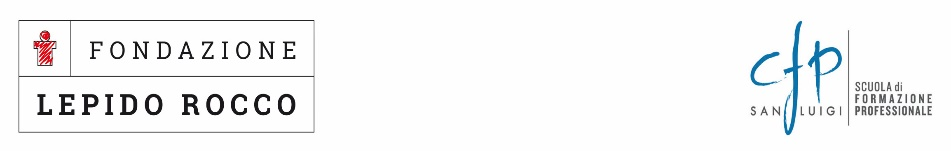 FONDAZIONE
LEPIDO ROCCO
cfp
SAN LUIGI
SCUOLA di
FORMAZIONE
PROFESSIONALE